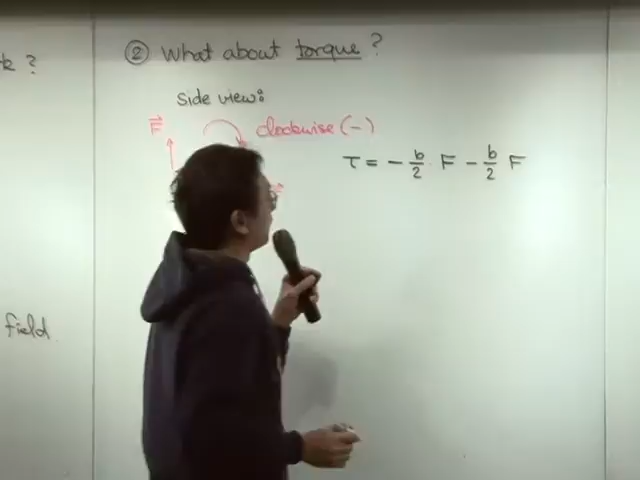 k ?
② What about torque ?
Side view:
F⃗
clockwise (-)
τ = - b/2 F - b/2 F
field